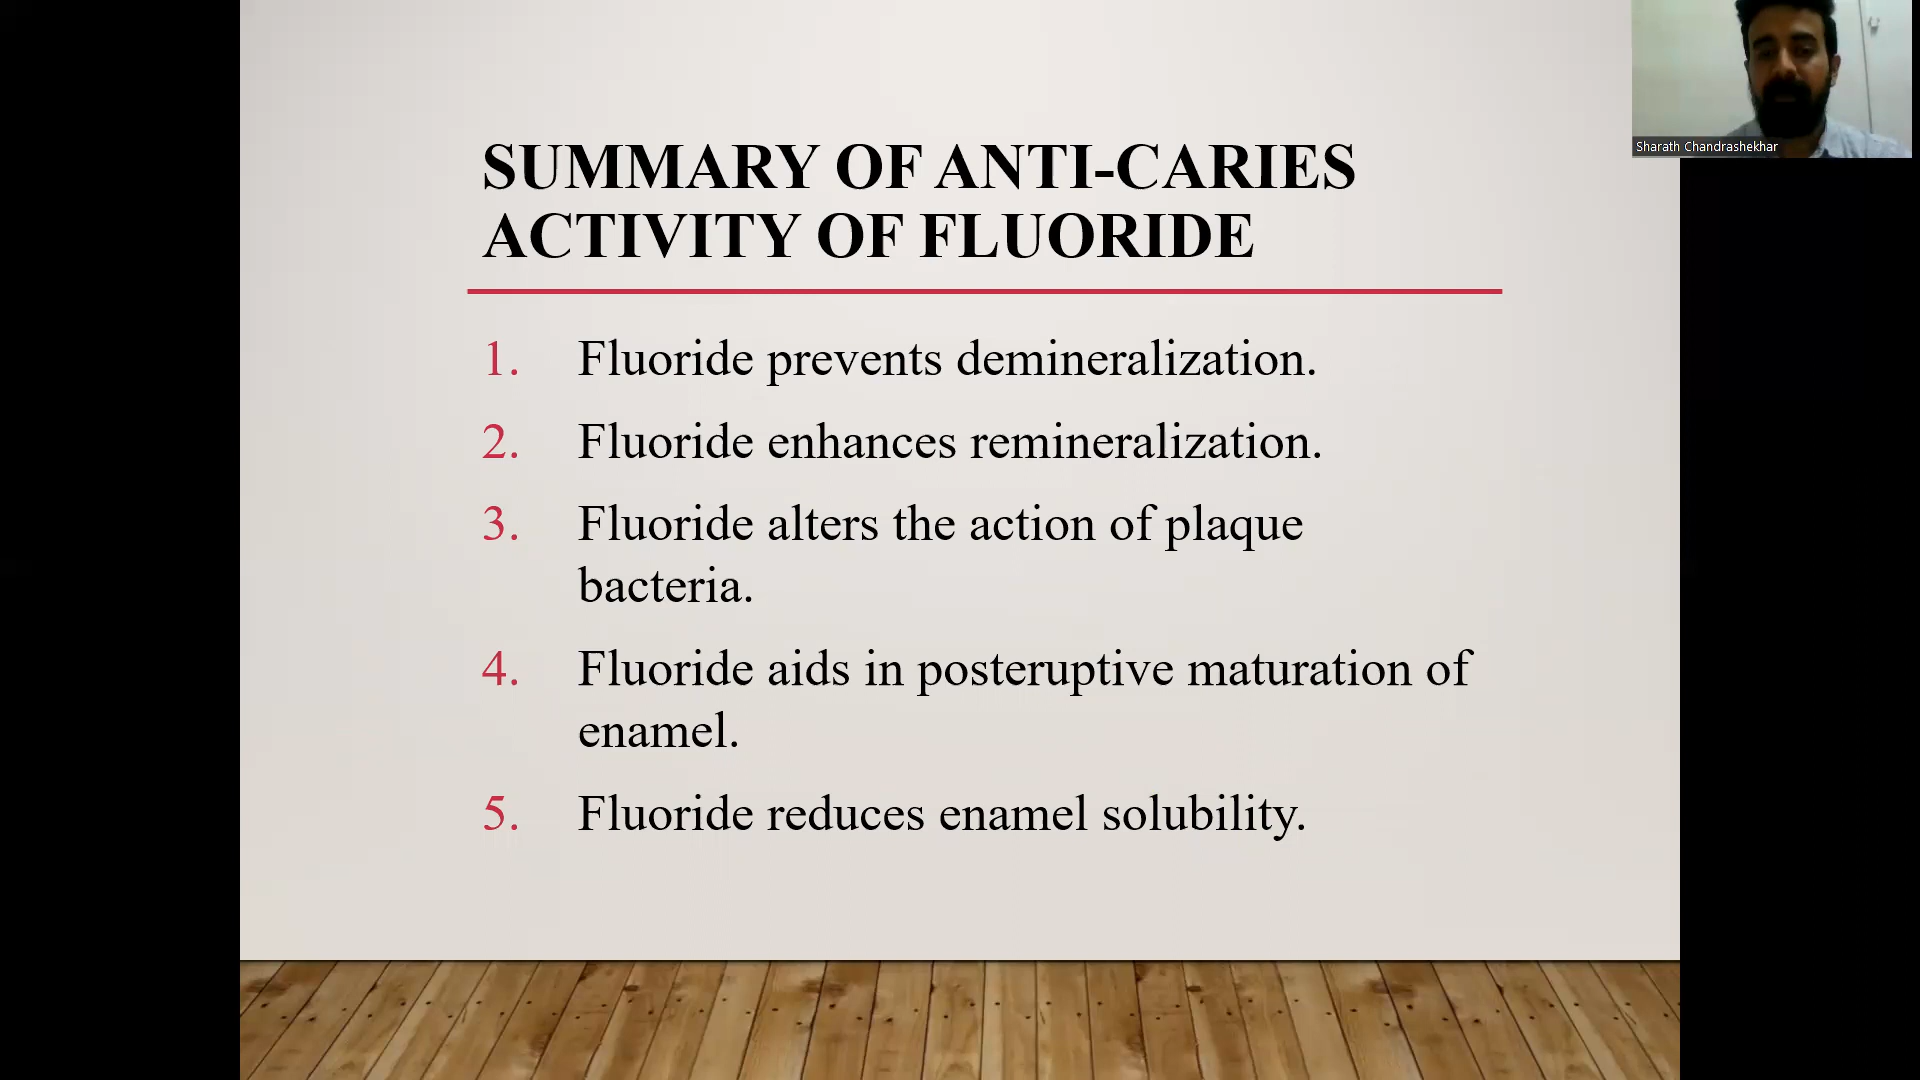 SUMMARY OF ANTI-CARIES
ACTIVITY OF FLUORIDE
1. Fluoride prevents demineralization.
2. Fluoride enhances remineralization.
3. Fluoride alters the action of plaque
bacteria.
4. Fluoride aids in posteruptive maturation of
enamel.
5. Fluoride reduces enamel solubility.
Sharath Chandrashekhar